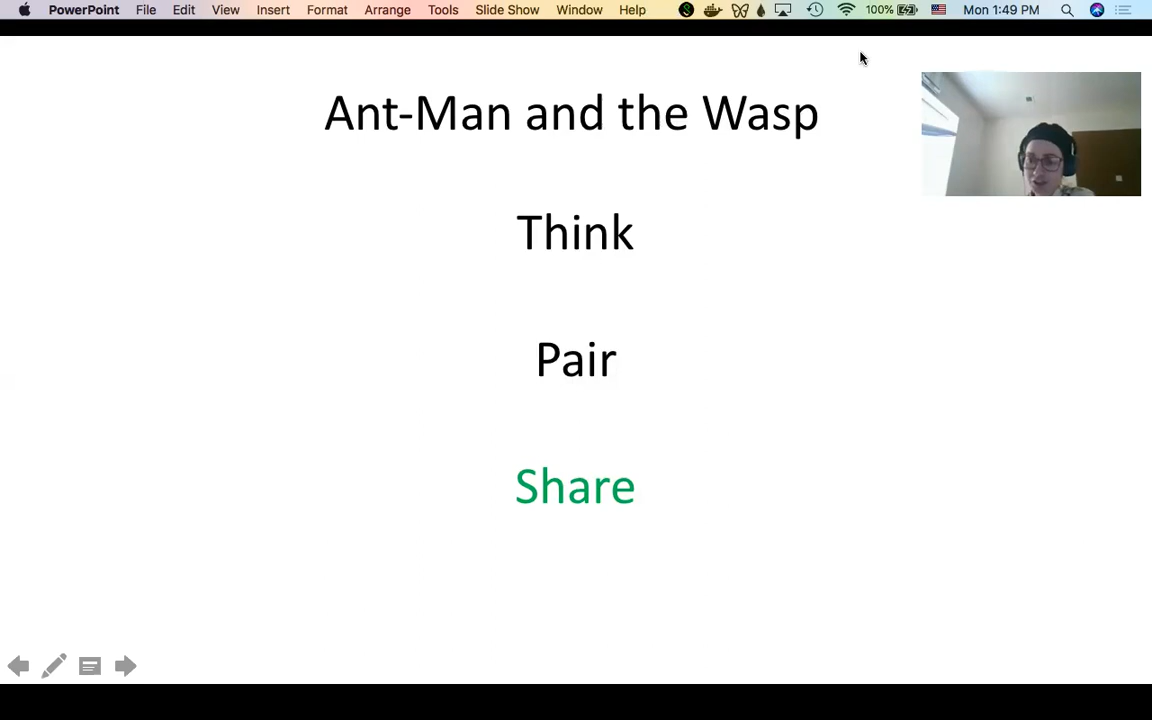 PowerPoint File Edit View Insert Format Arrange Tools Slide Show Window Help 100% Mon 1:49 PM
Ant-Man and the Wasp
Think
Pair
Share